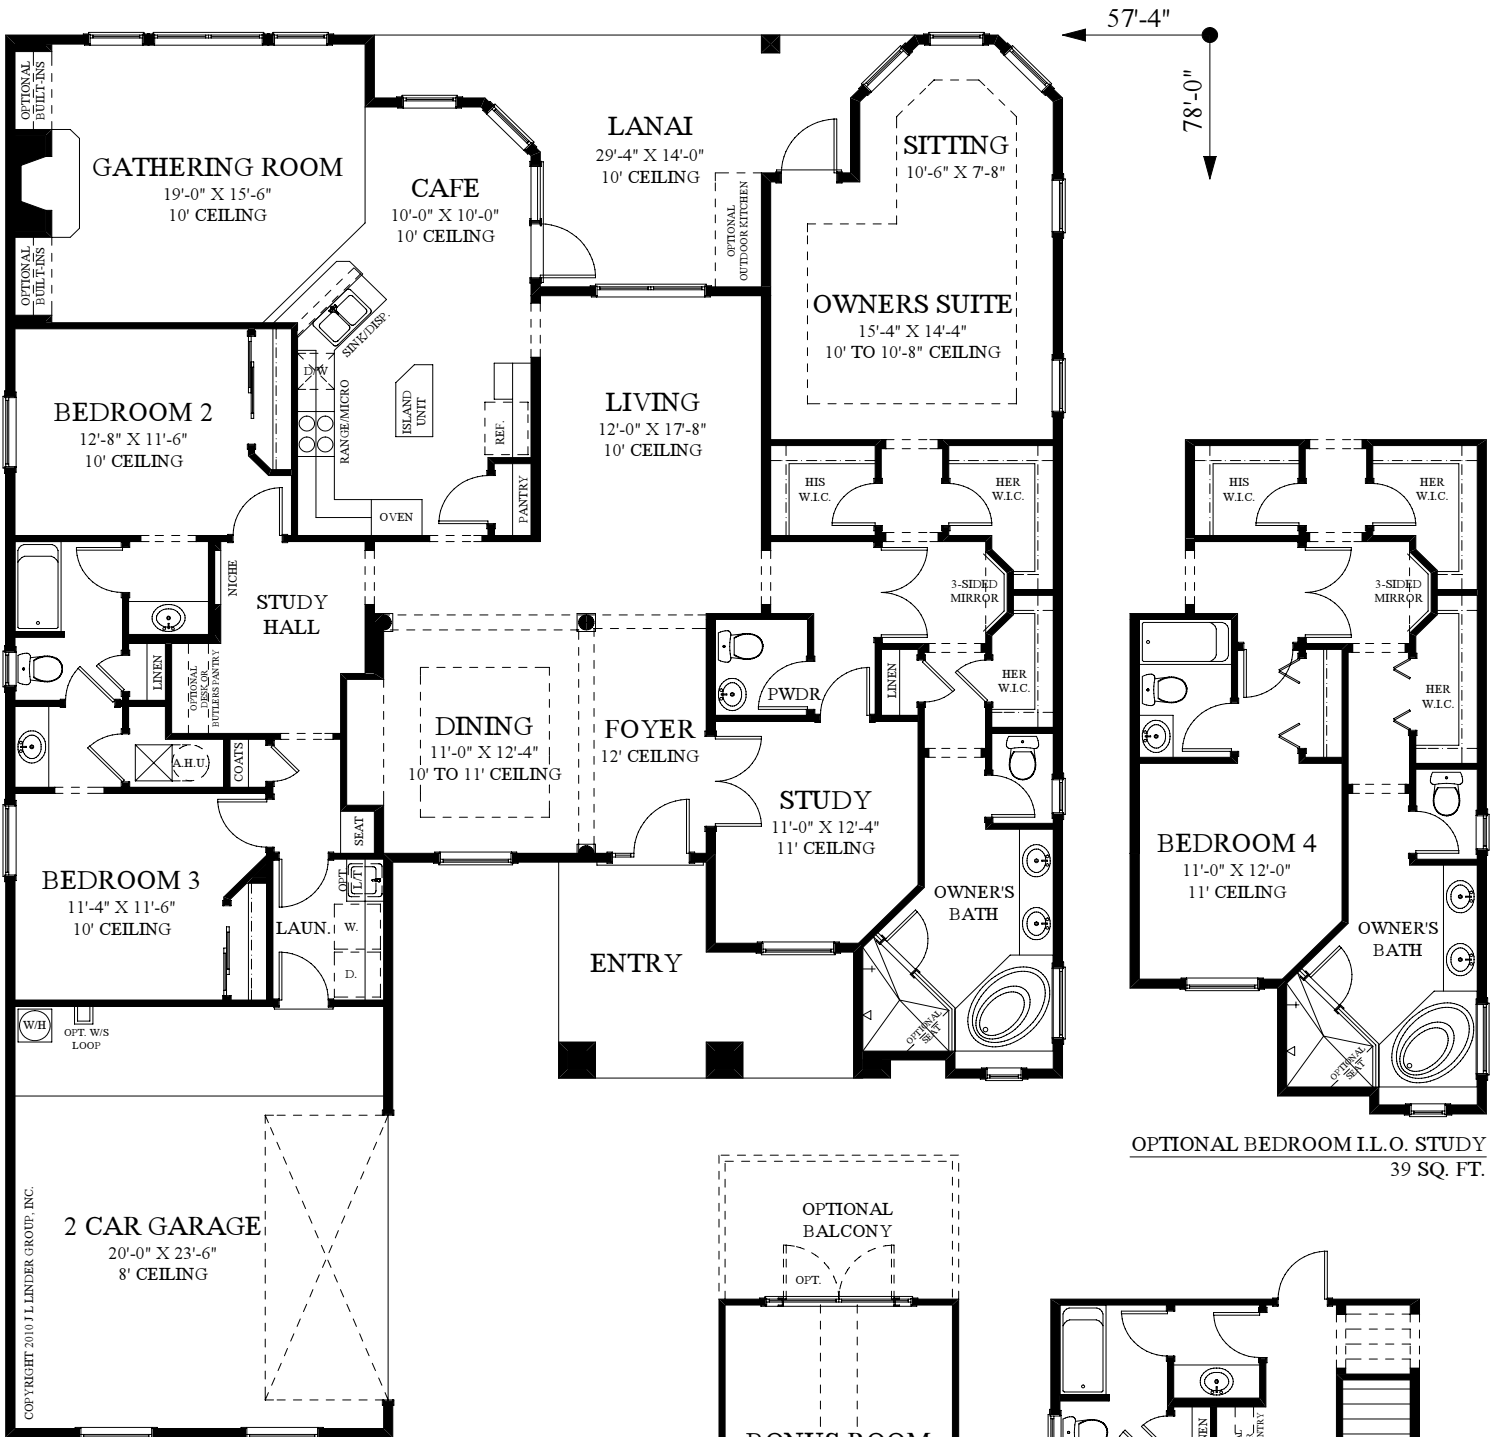 57'-4"
78'-0"
OPTIONAL
BUILT-INS
GATHERING ROOM
19'-0" X 15'-6"
10' CEILING
OPTIONAL
BUILT-INS
CAFE
10'-0" X 10'-0"
10' CEILING
LANAI
29'-4" X 14'-0"
10' CEILING
OPTIONAL
OUTDOOR KITCHEN
SITTING
10'-6" X 7'-8"
OWNERS SUITE
15'-4" X 14'-4"
10' TO 10'-8" CEILING
SINK/DISP.
D/W
RANGE/MICRO
ISLAND
UNIT
REF.
OVEN
PANTRY
BEDROOM 2
12'-8" X 11'-6"
10' CEILING
LIVING
12'-0" X 17'-8"
10' CEILING
HIS
W.I.C.
HER
W.I.C.
3-SIDED
MIRROR
HER
W.I.C.
LINEN
NICHE
STUDY
HALL
LINEN
OPTIONAL
DESK OR
BUTLERS PANTRY
A.H.U.
COATS
SEAT
DINING
11'-0" X 12'-4"
10' TO 11' CEILING
FOYER
12' CEILING
PWDR
STUDY
11'-0" X 12'-4"
11' CEILING
OWNER'S
BATH
OPTIONAL
SEAT
BEDROOM 3
11'-4" X 11'-6"
10' CEILING
OPT.
L/T
LAUN.
W.
D.
ENTRY
W/H
OPT. W/S
LOOP
2 CAR GARAGE
20'-0" X 23'-6"
8' CEILING
COPYRIGHT 2010 J L LINDER GROUP, INC.
HIS
W.I.C.
HER
W.I.C.
3-SIDED
MIRROR
HER
W.I.C.
BEDROOM 4
11'-0" X 12'-0"
11' CEILING
OWNER'S
BATH
OPTIONAL
SEAT
OPTIONAL BEDROOM I.L.O. STUDY
39 SQ. FT.
OPTIONAL
BALCONY
OPT.
BONUS ROOM